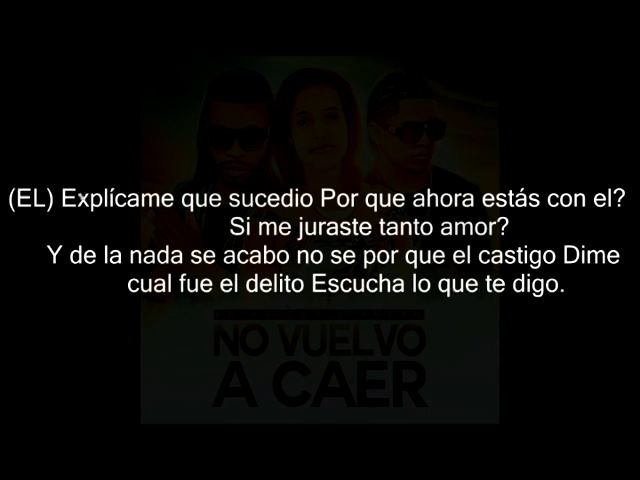 (EL) Explícame que sucedio Por que ahora estás con el?
Si me juraste tanto amor?
Y de la nada se acabo no se por que el castigo Dime
cual fue el delito Escucha lo que te digo.
NO VUELVO
A CAER